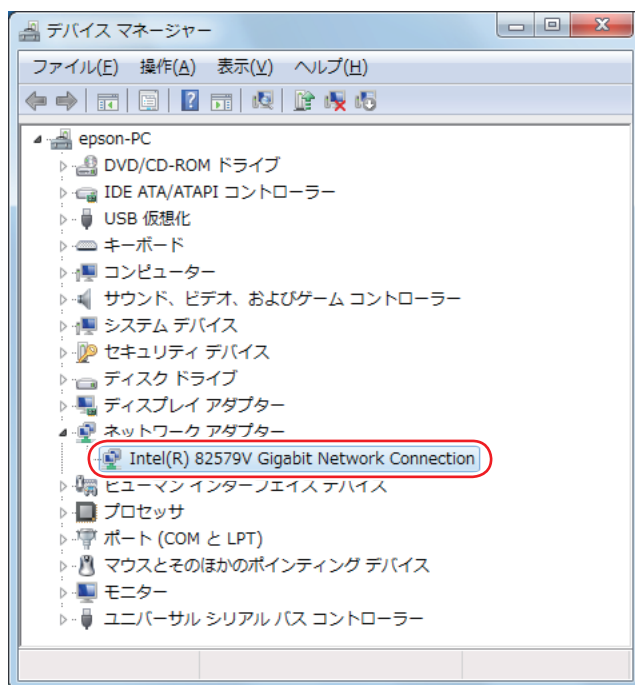 デバイス マネージャー
ファイル(F) 操作(A) 表示(V) ヘルプ(H)
epson-PC
DVD/CD-ROM ドライブ
IDE ATA/ATAPI コントローラー
USB 仮想化
キーボード
コンピューター
サウンド、ビデオ、およびゲーム コントローラー
システム デバイス
セキュリティ デバイス
ディスク ドライブ
ディスプレイ アダプター
ネットワーク アダプター
Intel(R) 82579V Gigabit Network Connection
ヒューマン インターフェイス デバイス
プロセッサ
ポート (COM と LPT)
マウスとそのほかのポインティング デバイス
モニター
ユニバーサル シリアル バス コントローラー